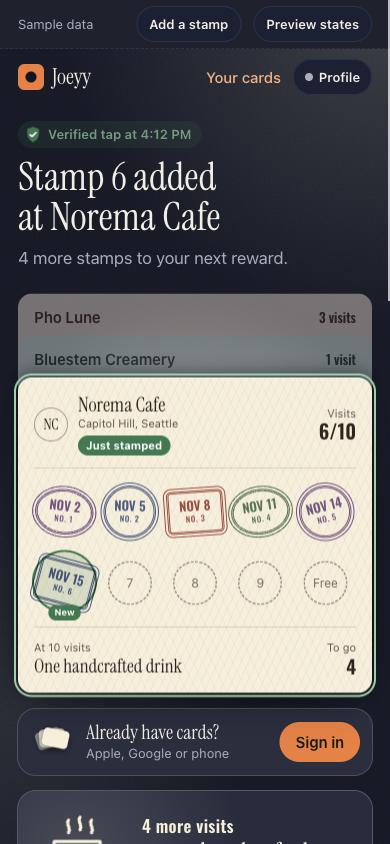 Sample data
Add a stamp
Preview states
Joeyy
Your cards
Profile
Verified tap at 4:12 PM
Stamp 6 added
at Norema Cafe
4 more stamps to your next reward.
Pho Lune
3 visits
Bluestem Creamery
1 visit
NC
Norema Cafe
Capitol Hill, Seattle
Just stamped
Visits
6/10
NOV 2
NO. 1
NOV 5
NO. 2
NOV 8
NO. 3
NOV 11
NO. 4
NOV 14
NO. 5
NOV 15
NO. 6
New
7
8
9
Free
At 10 visits
One handcrafted drink
To go
4
Already have cards?
Apple, Google or phone
Sign in
4 more visits